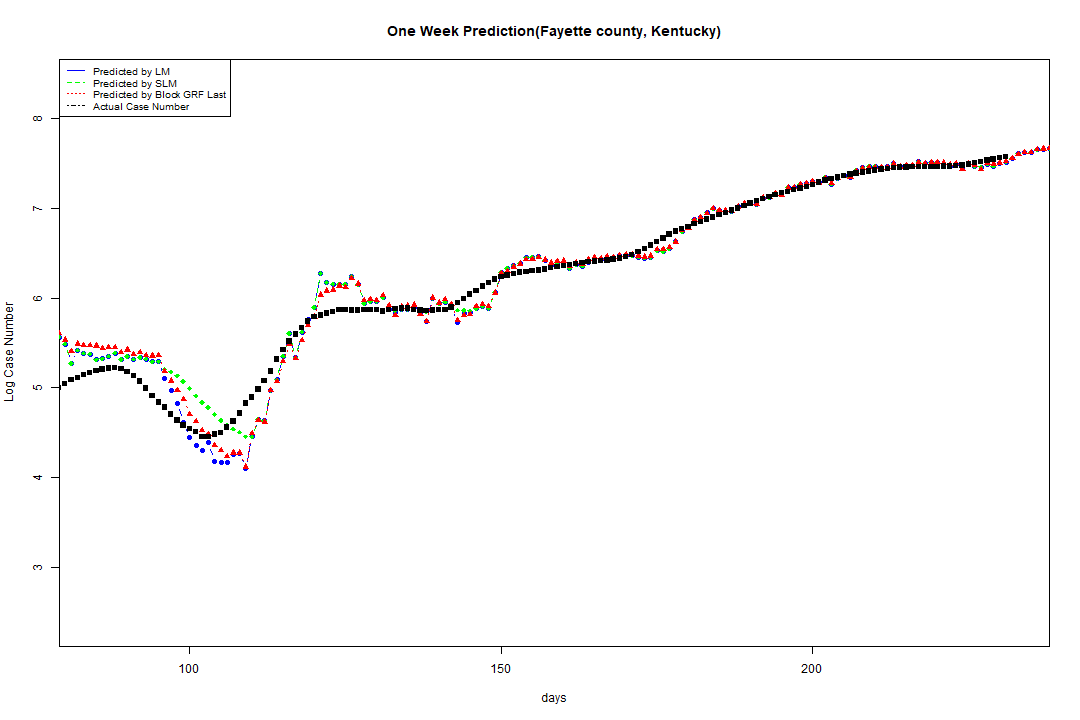 One Week Prediction(Fayette county, Kentucky)
Predicted by LM
Predicted by SLM
Predicted by Block GRF Last
Actual Case Number
8
7
6
5
4
3
Log Case Number
100 150 200
days